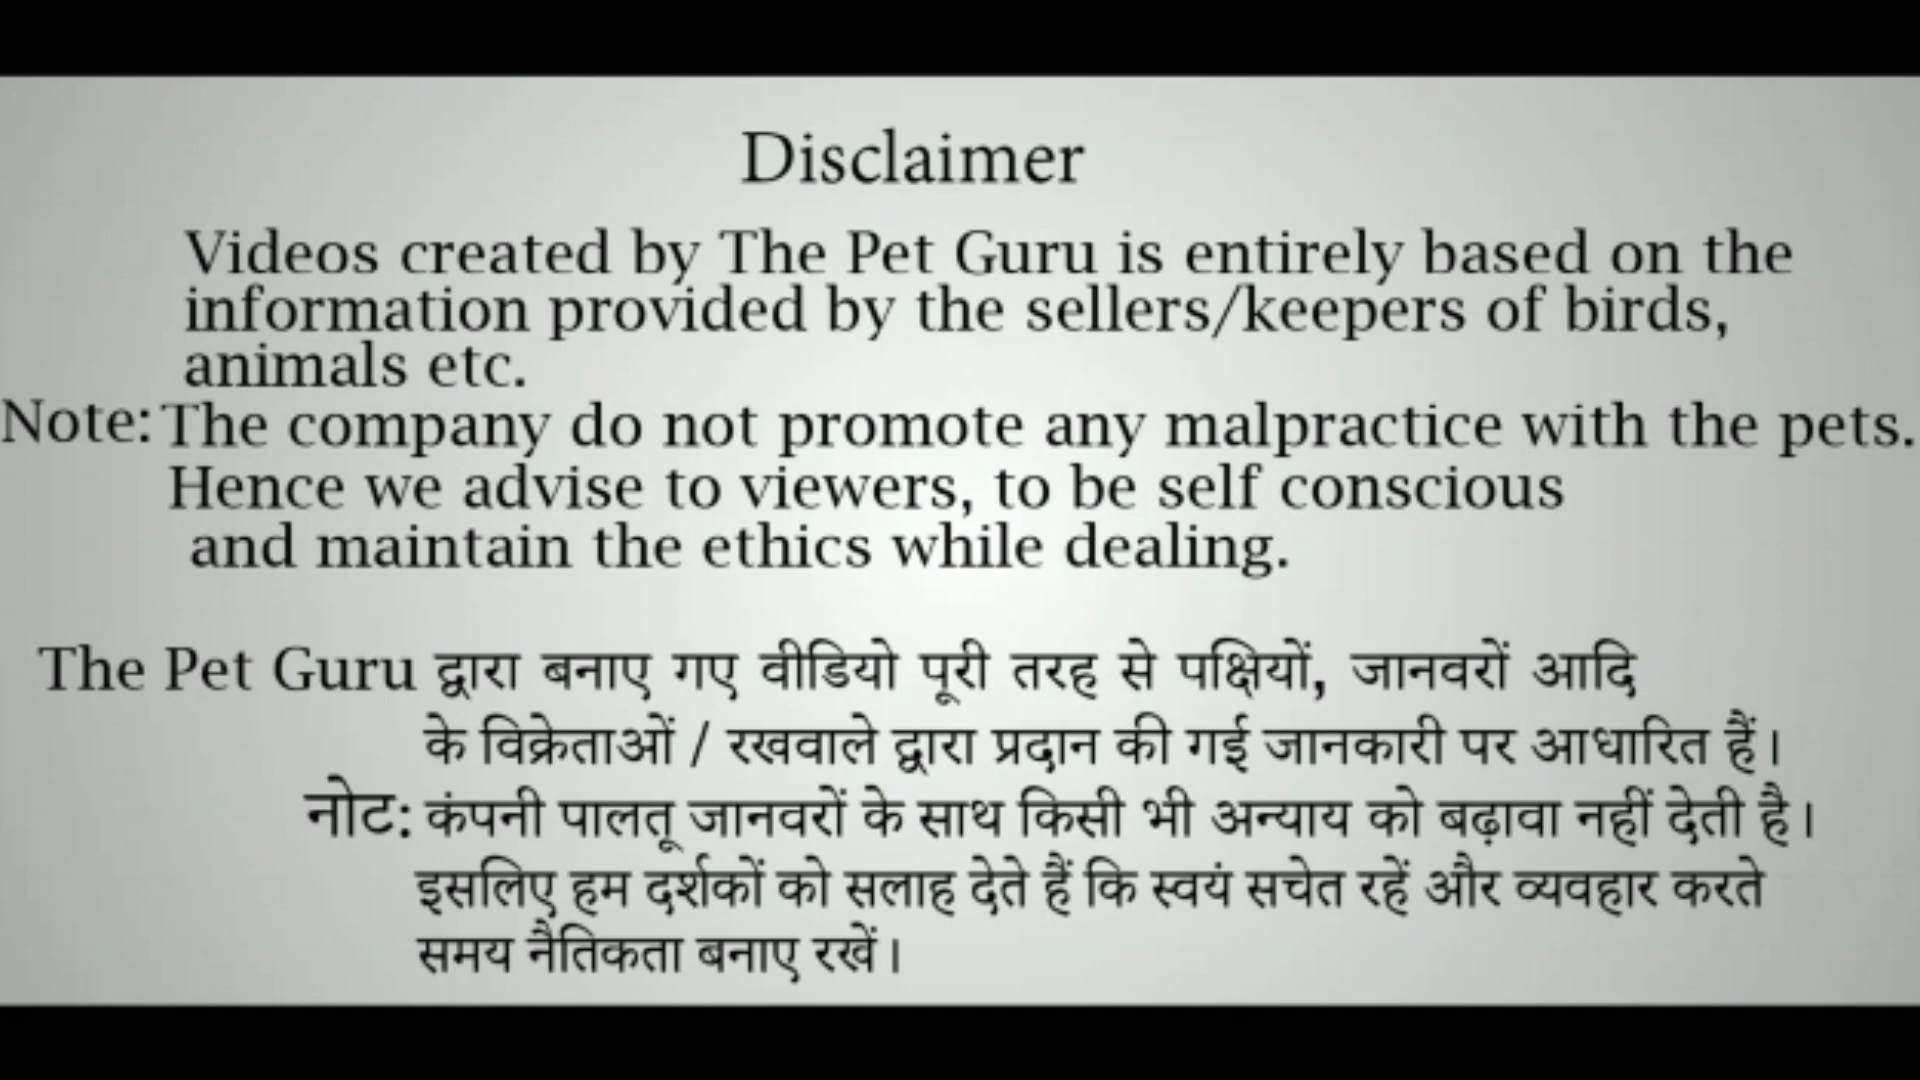 Disclaimer
Videos created by The Pet Guru is entirely based on the
information provided by the sellers/keepers of birds,
animals etc.
Note: The company do not promote any malpractice with the pets.
Hence we advise to viewers, to be self conscious
and maintain the ethics while dealing.
The Pet Guru द्वारा बनाए गए वीडियो पूरी तरह से पक्षियों, जानवरों आदि
के विक्रेताओं / रखवाले द्वारा प्रदान की गई जानकारी पर आधारित हैं।
नोट: कंपनी पालतू जानवरों के साथ किसी भी अन्याय को बढ़ावा नहीं देती है।
इसलिए हम दर्शकों को सलाह देते हैं कि स्वयं सचेत रहें और व्यवहार करते
समय नैतिकता बनाए रखें।